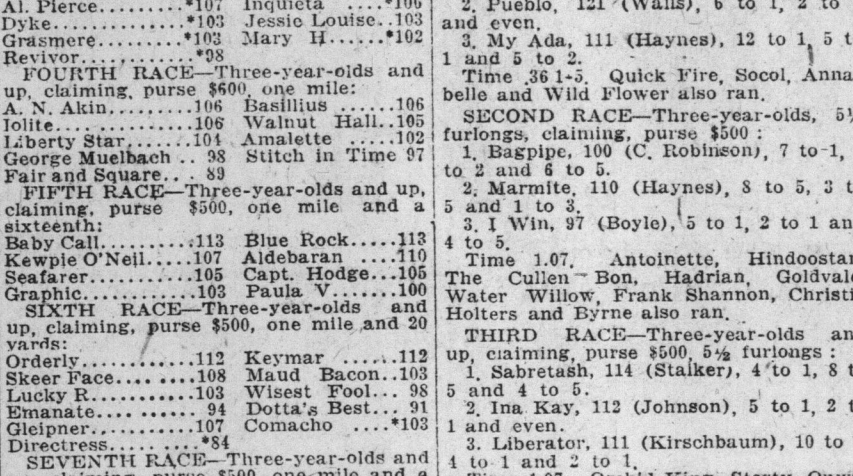 Al. Pierce.........*107 Inquieta ....*106
Dyke...............*103 Jessie Louise..103
Grasmere.........*103 Mary H......*102
Revivor...........*98
FOURTH RACE—Three-year-olds and
up, claiming, purse $600, one mile:
A. N. Akin..........106 Basillius ......106
Iolite................106 Walnut Hall..105
Liberty Star.......104 Amalette .....102
George Muelbach .. 98 Stitch in Time 97
Fair and Square... 89
FIFTH RACE—Three-year-olds and up,
claiming, purse $500, one mile and a
sixteenth:
Baby Call...........113 Blue Rock.....113
Kewpie O'Neil.....107 Aldebaran ....110
Seafarer............105 Capt. Hodge...105
Graphic............103 Paula V.......100
SIXTH RACE—Three-year-olds and
up, claiming, purse $500, one mile and 20
yards:
Orderly.............112 Keymar ......112
Skeer Face.........108 Maud Bacon..103
Lucky R...........103 Wisest Fool... 98
Emanate........... 94 Dotta's Best... 91
Gleipner...........107 Comacho ....*103
Directress..........*84
SEVENTH RACE—Three-year-olds and
claiming, purse $500, one mile and a
2. Pueblo, 121 (Walls), 6 to 1, 2 to
and even.
3. My Ada, 111 (Haynes), 12 to 1, 5 t
1 and 5 to 2.
Time .36 1-5. Quick Fire, Socol, Anna-
belle and Wild Flower also ran.
SECOND RACE—Three-year-olds, 5½
furlongs, claiming, purse $500 :
1. Bagpipe, 100 (C. Robinson), 7 to 1,
to 2 and 6 to 5.
2. Marmite, 110 (Haynes), 8 to 5, 3 t
5 and 1 to 3.
3. I Win, 97 (Boyle), 5 to 1, 2 to 1 an
4 to 5.
Time 1.07. Antoinette, Hindoostan
The Cullen Bon, Hadrian, Goldvale
Water Willow, Frank Shannon, Christi
Holters and Byrne also ran.
THIRD RACE—Three-year-olds an
up, claiming, purse $500, 5½ furlongs :
1. Sabretash, 114 (Stalker), 4 to 1, 8 t
5 and 4 to 5.
2. Ina Kay, 112 (Johnson), 5 to 1, 2 t
1 and even.
3. Liberator, 111 (Kirschbaum), 10 to
4 to 1 and 2 to 1.